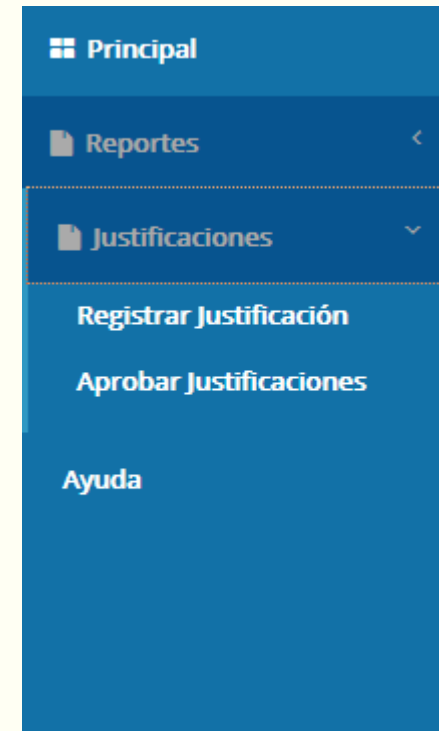 Principal
Reportes
Justificaciones
Registrar Justificación
Aprobar Justificaciones
Ayuda